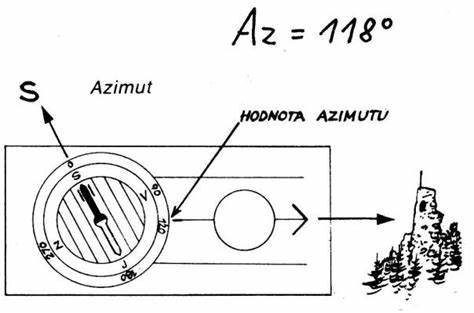 Az = 118°
S
Azimut
HODNOTA AZIMUTU
0
S
90
V
120
Z
270
J
180